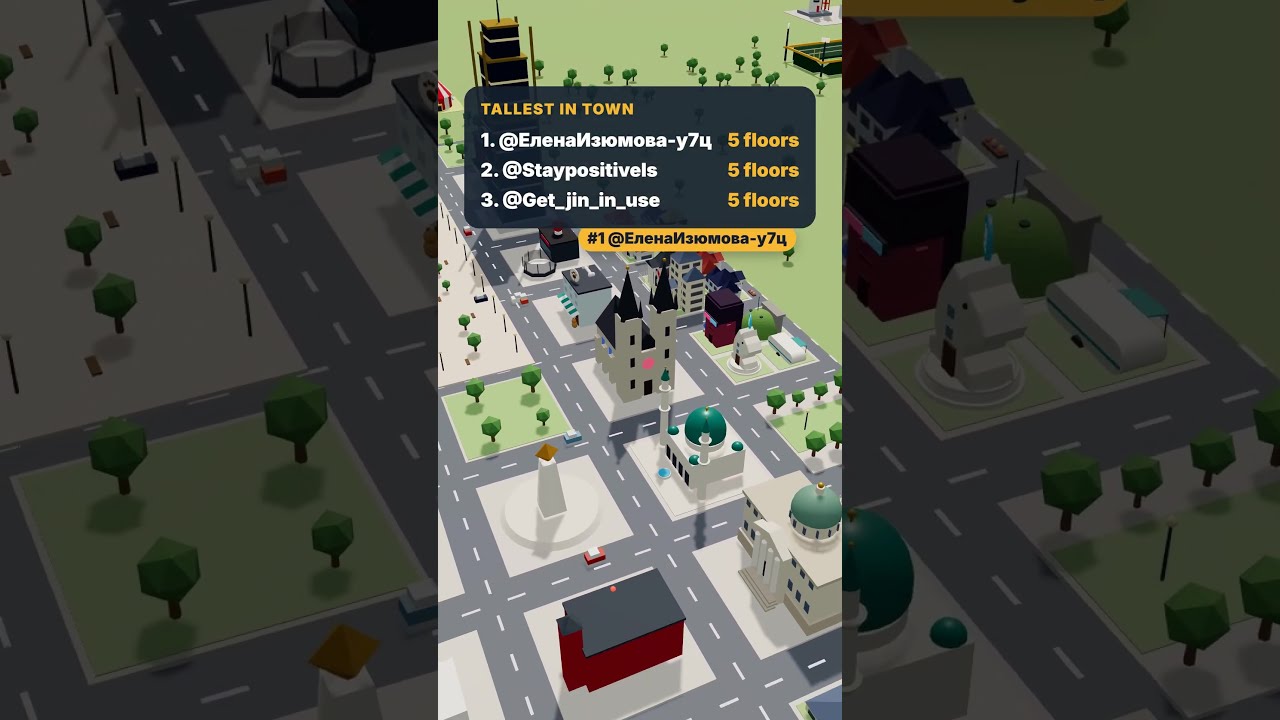 TALLEST IN TOWN
1. @ЕленаИзюмова-у7ц 5 floors
2. @Staypositivels 5 floors
3. @Get_jin_in_use 5 floors
#1 @ЕленаИзюмова-у7ц